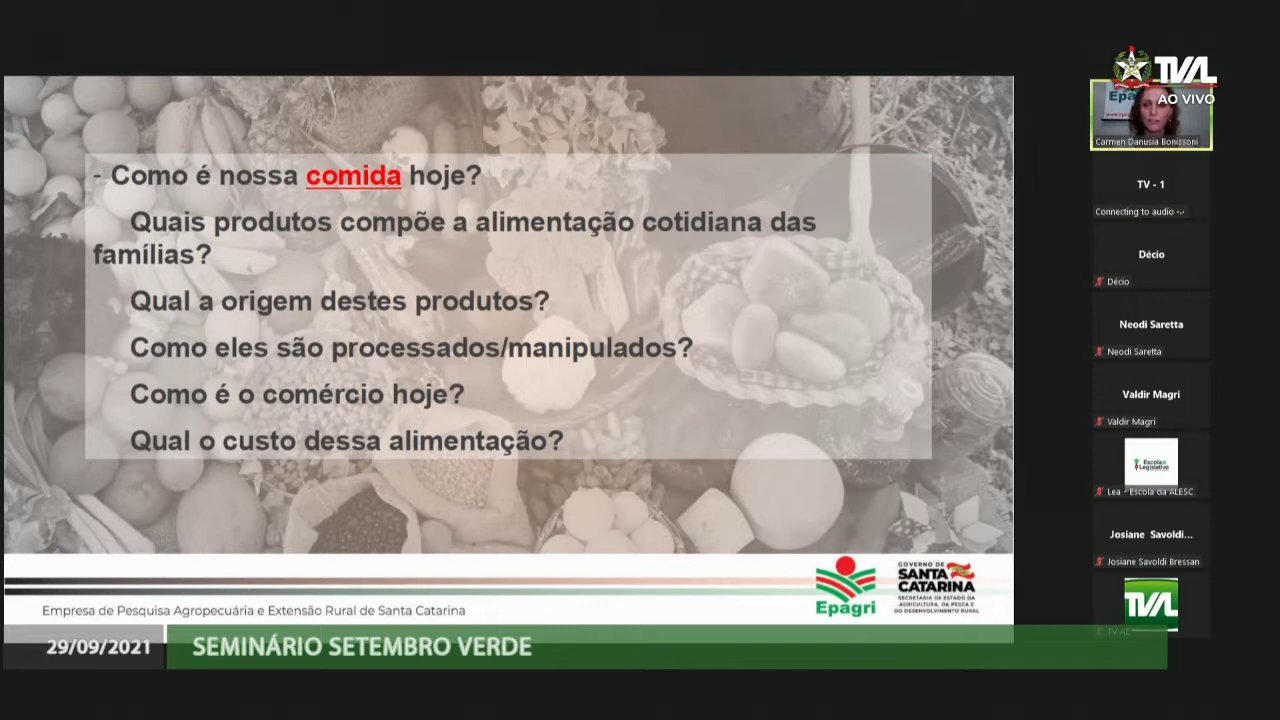 - Como é nossa comida hoje?
Quais produtos compõe a alimentação cotidiana das
famílias?
Qual a origem destes produtos?
Como eles são processados/manipulados?
Como é o comércio hoje?
Qual o custo dessa alimentação?
Empresa de Pesquisa Agropecuária e Extensão Rural de Santa Catarina
Epagri
GOVERNO DE
SANTA
CATARINA
SECRETARIA DE ESTADO DA
AGRICULTURA, DA PESCA E
DO DESENVOLVIMENTO RURAL
29/09/2021
SEMINÁRIO SETEMBRO VERDE
TVAL
AO VIVO
Carmen Danusia Bonissoni
TV - 1
Connecting to audio
Décio
Décio
Neodi Saretta
Neodi Saretta
Valdir Magri
Valdir Magri
Escola do
Legislativo
Lea - Escola da ALESC
Josiane Savoldi...
Josiane Savoldi Bressan
TVAL
TV AL